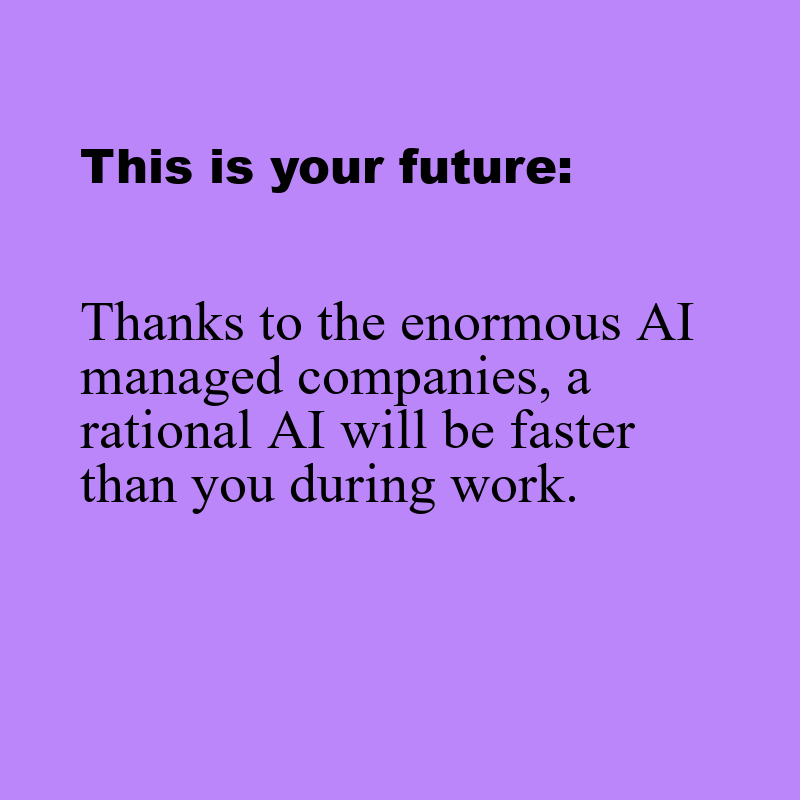 This is your future:
Thanks to the enormous AI
managed companies, a
rational AI will be faster
than you during work.